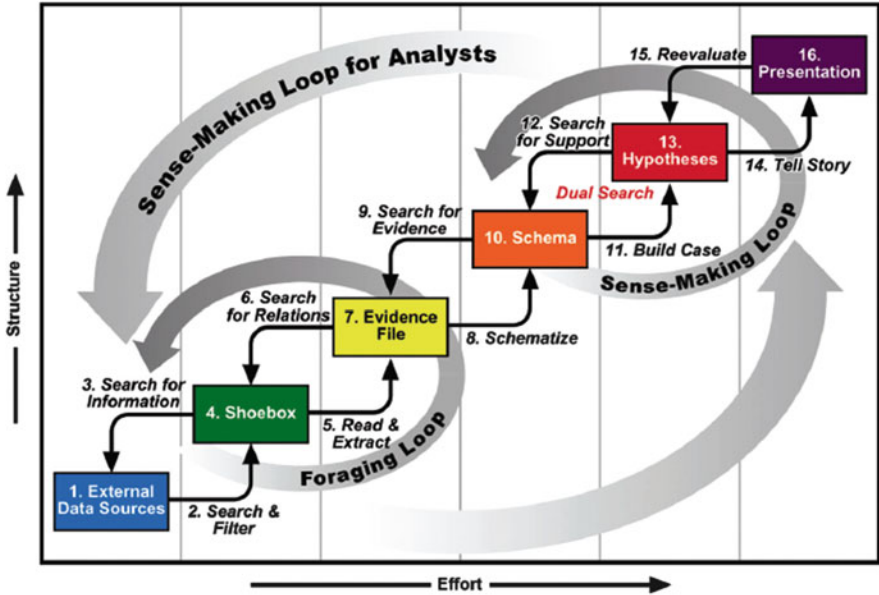 Sense-Making Loop for Analysts
15. Reevaluate
16.
Presentation
12. Search
for Support
13.
Hypotheses
14. Tell Story
Dual Search
9. Search for
Evidence
10. Schema
11. Build Case
Sense-Making Loop
6. Search
for Relations
7. Evidence
File
8. Schematize
3. Search for
Information
4. Shoebox
5. Read &
Extract
Foraging Loop
1. External
Data Sources
2. Search &
Filter
Structure
Effort